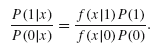 P(1|x) / P(0|x) = f(x|1)P(1) / f(x|0)P(0).